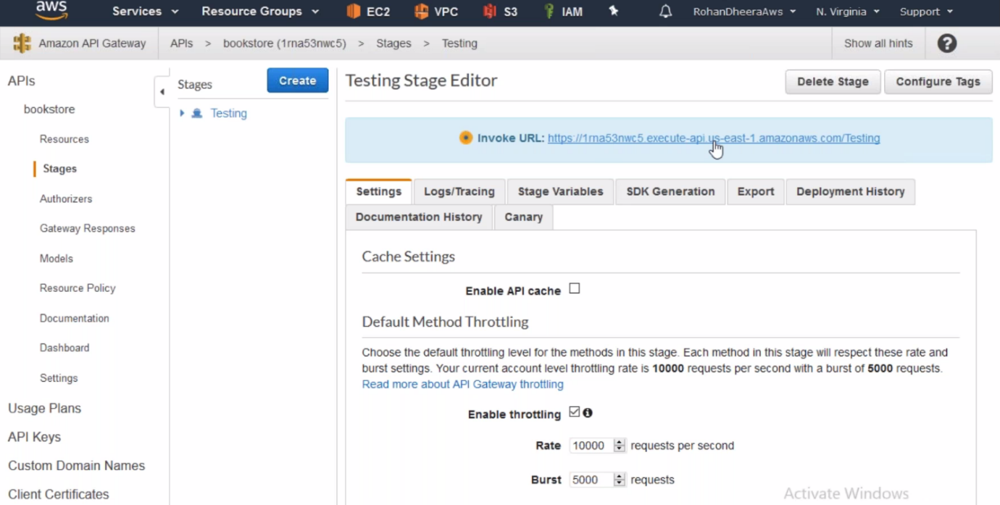 aws Services Resource Groups EC2 VPC S3 IAM RohanDheeraAws N. Virginia Support
Amazon API Gateway APIs > bookstore (1rna53nwc5) > Stages > Testing Show all hints ?
APIs
bookstore
Resources
Stages
Authorizers
Gateway Responses
Models
Resource Policy
Documentation
Dashboard
Settings
Usage Plans
API Keys
Custom Domain Names
Client Certificates
Stages Create
Testing
Testing Stage Editor Delete Stage Configure Tags
Invoke URL: https://1rna53nwc5.execute-api.us-east-1.amazonaws.com/Testing
Settings Logs/Tracing Stage Variables SDK Generation Export Deployment History
Documentation History Canary
Cache Settings
Enable API cache
Default Method Throttling
Choose the default throttling level for the methods in this stage. Each method in this stage will respect these rate and
burst settings. Your current account level throttling rate is 10000 requests per second with a burst of 5000 requests.
Read more about API Gateway throttling
Enable throttling
Rate 10000 requests per second
Burst 5000 requests
Activate Windows